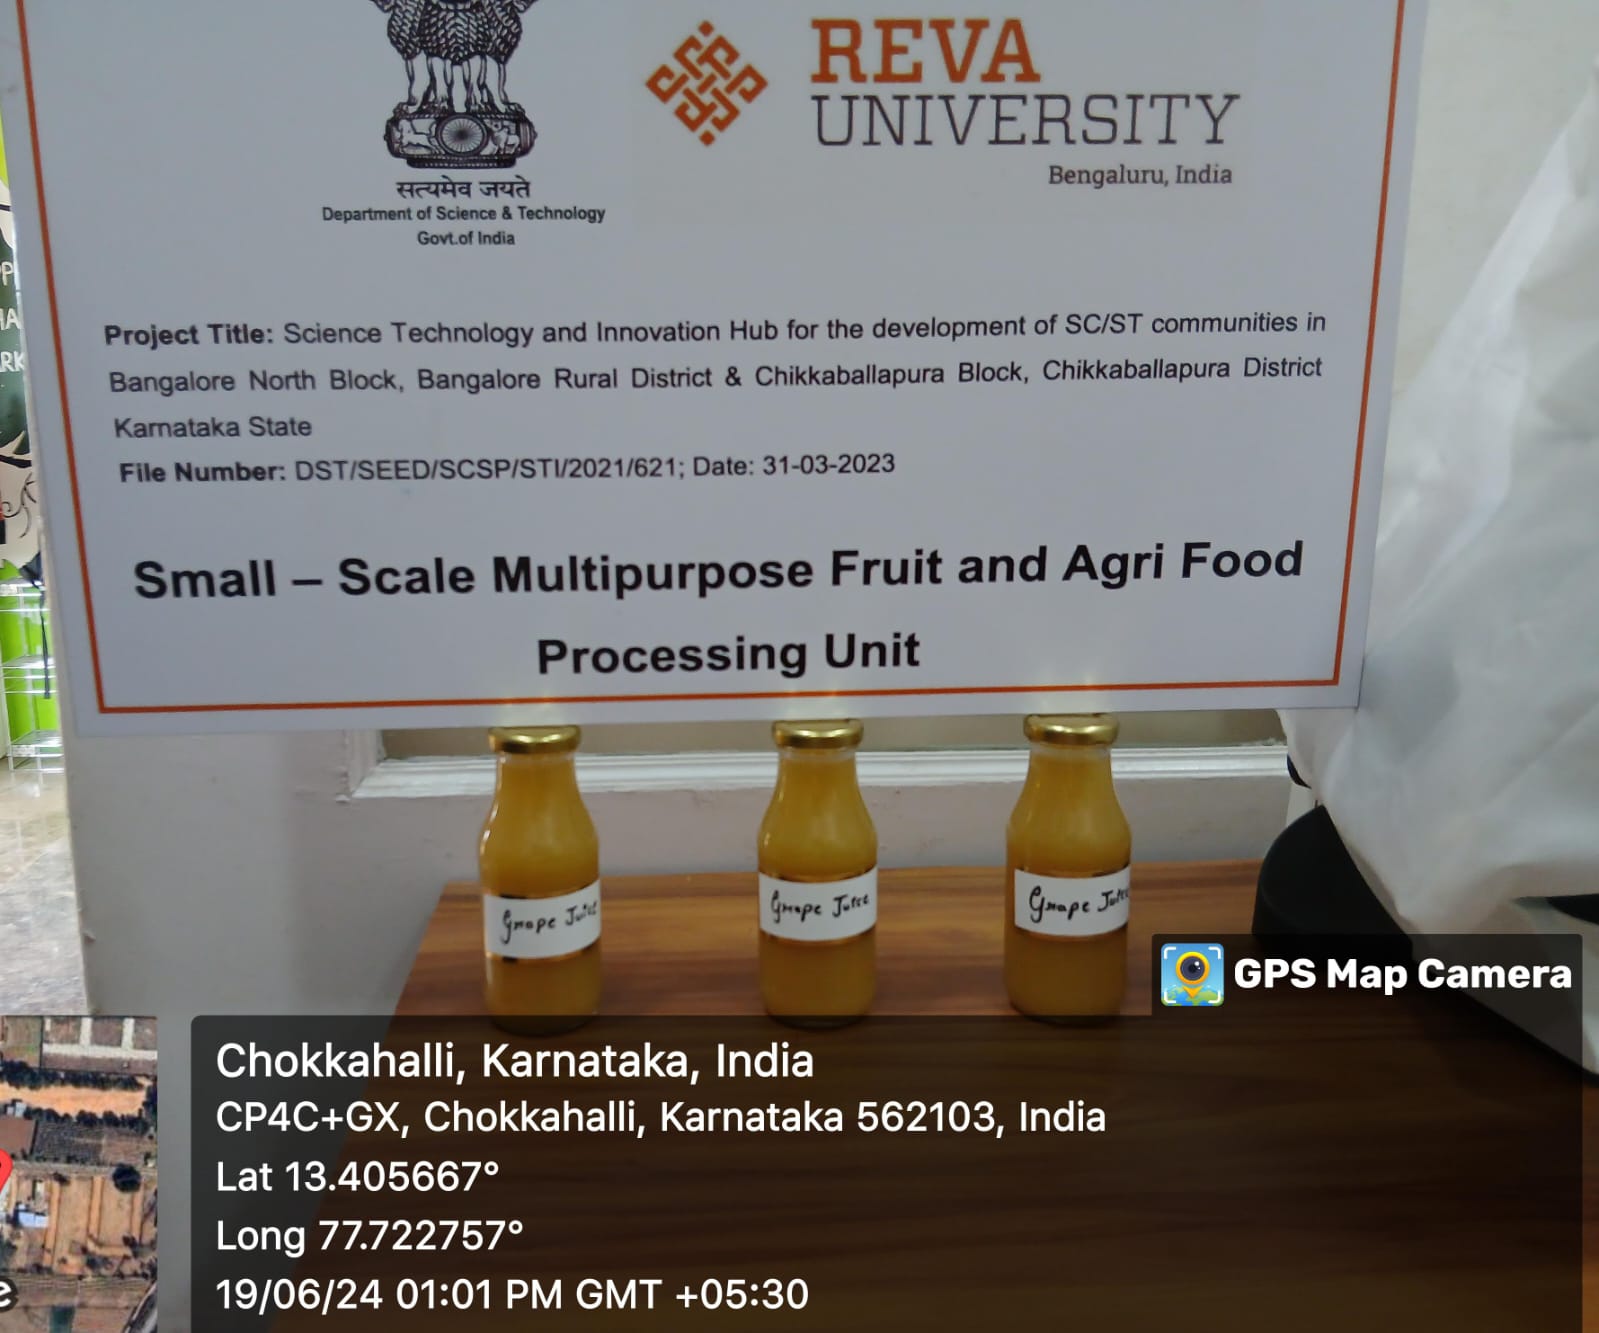 REVA
UNIVERSITY
Bengaluru, India
सत्यमेव जयते
Department of Science & Technology
Govt.of India
Project Title: Science Technology and Innovation Hub for the development of SC/ST communities in
Bangalore North Block, Bangalore Rural District & Chikkaballapura Block, Chikkaballapura District
Karnataka State
File Number: DST/SEED/SCSP/STI/2021/621; Date: 31-03-2023
Small – Scale Multipurpose Fruit and Agri Food
Processing Unit
Grape Juice
Grape Juice
Grape Juice
GPS Map Camera
Chokkahalli, Karnataka, India
CP4C+GX, Chokkahalli, Karnataka 562103, India
Lat 13.405667°
Long 77.722757°
19/06/24 01:01 PM GMT +05:30